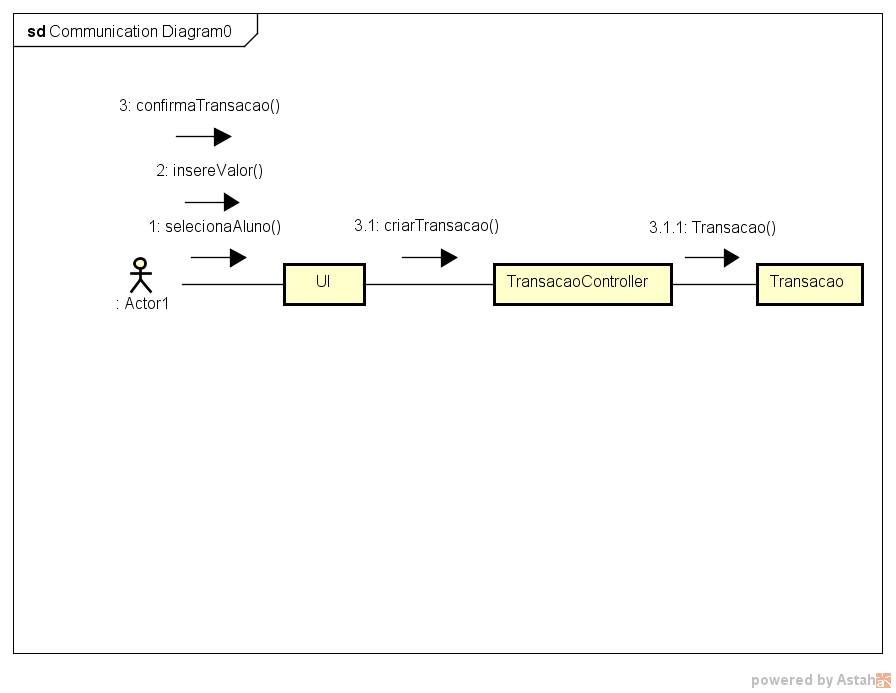 sd Communication Diagram0
3: confirmaTransacao()
2: insereValor()
1: selecionaAluno()
3.1: criarTransacao()
3.1.1: Transacao()
UI
TransacaoController
Transacao
: Actor1
powered by Astah